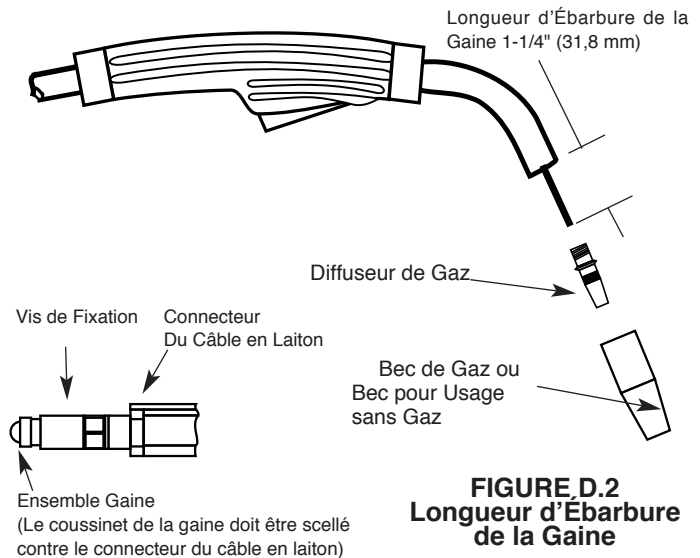 Longueur d’Ébarbure de la
Gaine 1-1/4" (31,8 mm)
Diffuseur de Gaz
Vis de Fixation
Connecteur
Du Câble en Laiton
Bec de Gaz ou
Bec pour Usage
sans Gaz
Ensemble Gaine
(Le coussinet de la gaine doit être scellé
contre le connecteur du câble en laiton)
FIGURE D.2
Longueur d’Ébarbure
de la Gaine